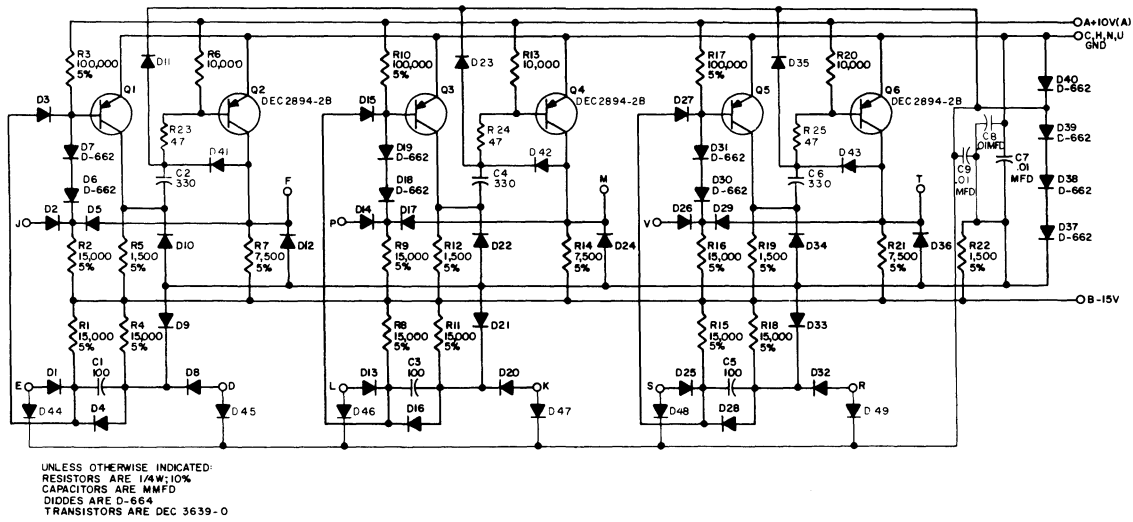 A+10V(A)
C,H,N,U
GND
R3
100,000
5%
D11
R6
10,000
R10
100,000
5%
D23
R13
10,000
R17
100,000
5%
D35
R20
10,000
D40
D-662
D3
Q1
Q2
DEC2894-2B
D15
Q3
Q4
DEC2894-2B
D27
Q5
Q6
DEC2894-2B
R23
47
R24
47
R25
47
C8
.01MFD
D39
D-662
D7
D-662
D41
D19
D-662
D42
D31
D-662
D43
C9
.01
MFD
C7
.01
MFD
D6
D-662
C2
330
F
D18
D-662
C4
330
M
D30
D-662
C6
330
T
D38
D-662
J
D2
D5
P
D14
D17
V
D26
D29
D37
D-662
R2
15,000
5%
R5
1,500
5%
D10
R7
7,500
5%
D12
R9
15,000
5%
R12
1,500
5%
D22
R14
7,500
5%
D24
R16
15,000
5%
R19
1,500
5%
D34
R21
7,500
5%
D36
R22
1,500
5%
B-15V
R1
15,000
5%
R4
15,000
5%
D9
R8
15,000
5%
R11
15,000
5%
D21
R15
15,000
5%
R18
15,000
5%
D33
E
D1
C1
100
D8
D
L
D13
C3
100
D20
K
S
D25
C5
100
D32
R
D44
D4
D45
D46
D16
D47
D48
D28
D49
UNLESS OTHERWISE INDICATED:
RESISTORS ARE 1/4W; 10%
CAPACITORS ARE MMFD
DIDDES ARE D-664
TRANSISTORS ARE DEC 3639-0